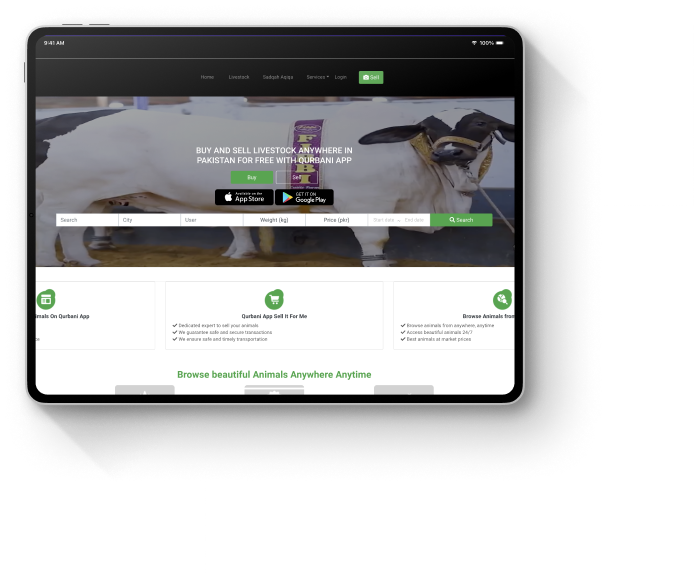 9:41 AM
100%
Home Livestock Sadqah Aqiqa Services Login Sell
BUY AND SELL LIVESTOCK ANYWHERE IN
PAKISTAN FOR FREE WITH QURBANI APP
Buy Sell
Available on the
App Store
GET IT ON
Google Play
Search City User Weight (kg) Price (pkr) Start date → End date Search
imals On Qurbani App
Qurbani App Sell It For Me
Browse Animals from
Dedicated expert to sell your animals
We guarantee safe and secure transactions
We ensure safe and timely transportation
Browse animals from anywhere, anytime
Access beautiful animals 24/7
Best animals at market prices
Browse beautiful Animals Anywhere Anytime